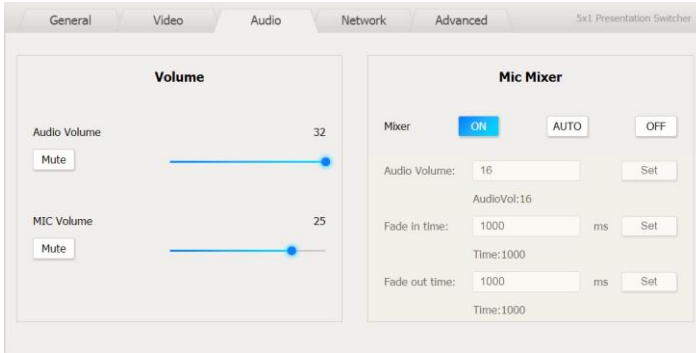 General Video Audio Network Advanced 5x1 Presentation Switcher
Volume
Audio Volume 32
Mute
MIC Volume 25
Mute
Mic Mixer
Mixer ON AUTO OFF
Audio Volume: 16 Set
AudioVol:16
Fade in time: 1000 ms Set
Time:1000
Fade out time: 1000 ms Set
Time:1000